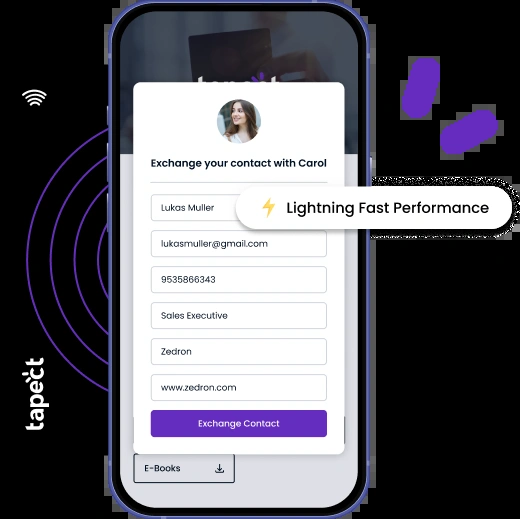 Exchange your contact with Carol
Lukas Muller
⚡ Lightning Fast Performance
lukasmuller@gmail.com
9535866343
Sales Executive
Zedron
www.zedron.com
Exchange Contact
E-Books
tapect